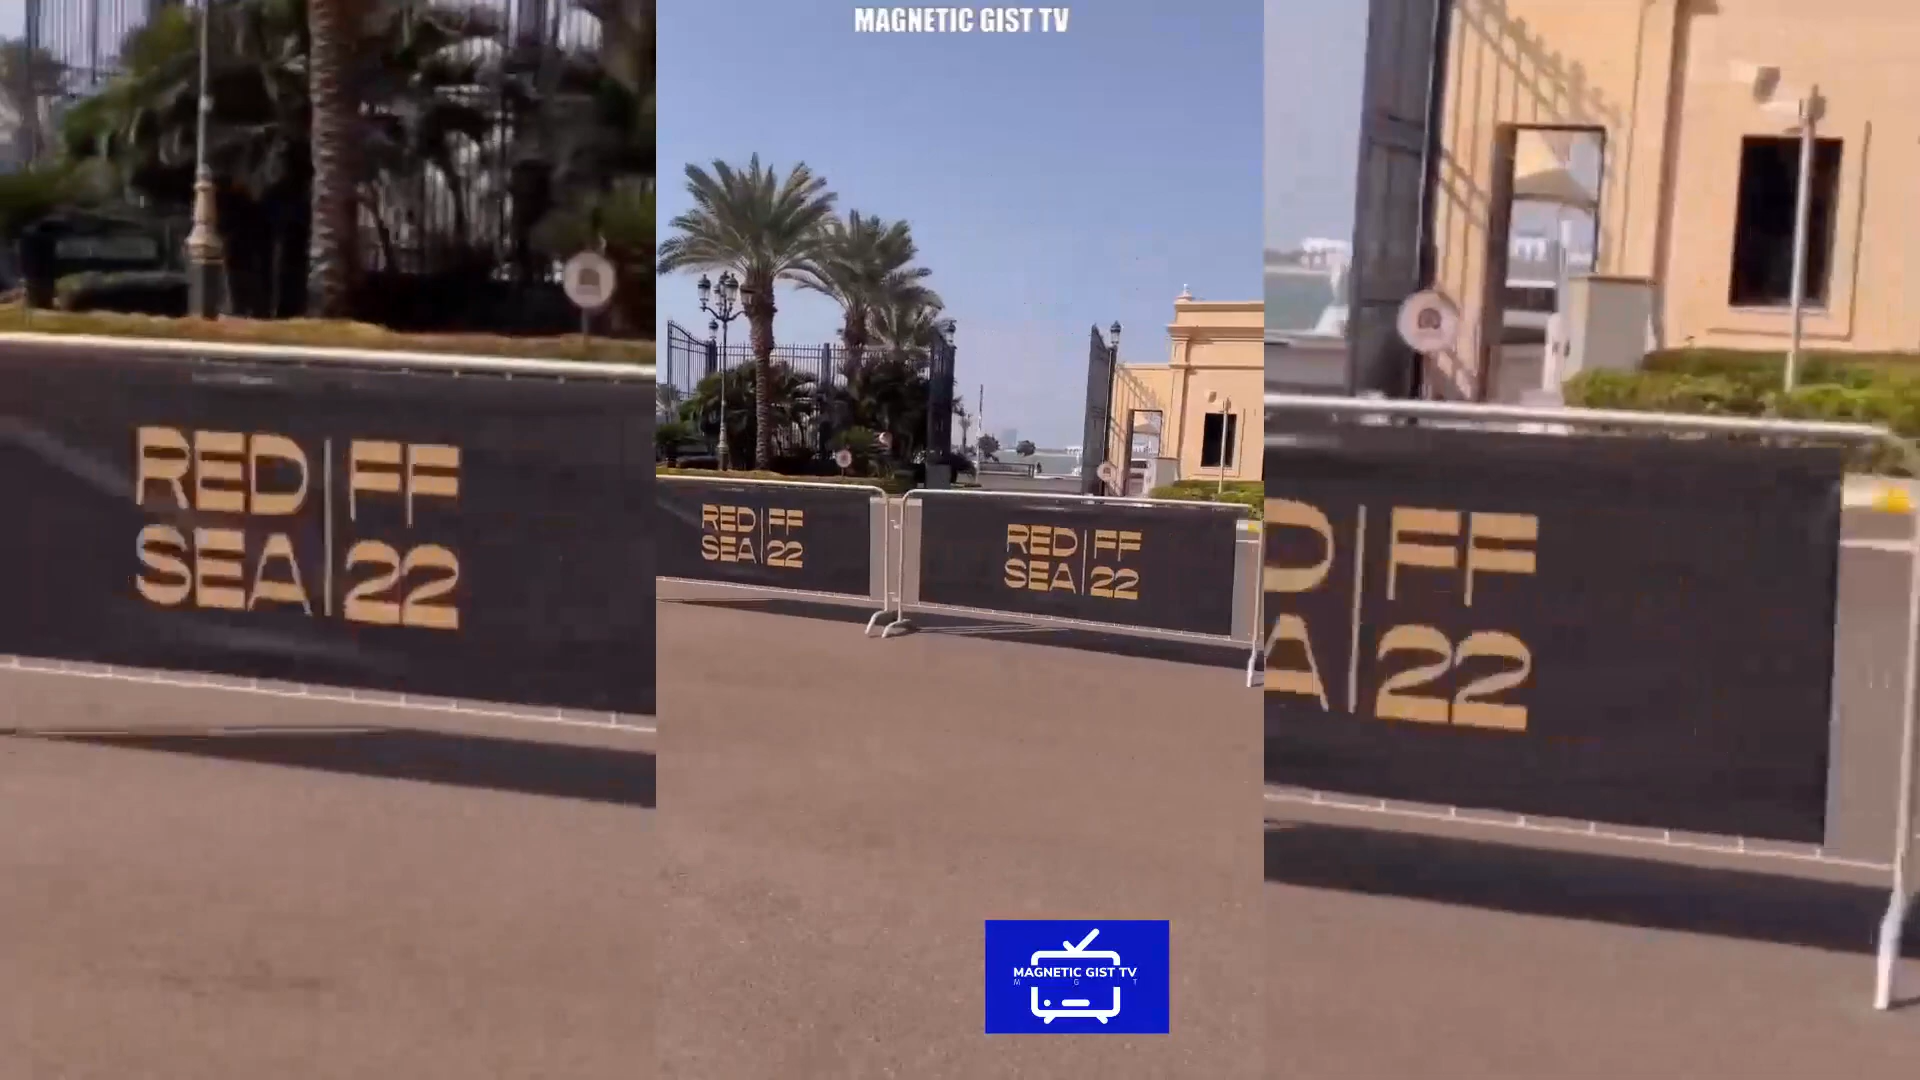 MAGNETIC GIST TV
RED FF
SEA 22
RED FF
SEA 22
RED FF
SEA 22
D FF
A 22
MAGNETIC GIST TV
M G T